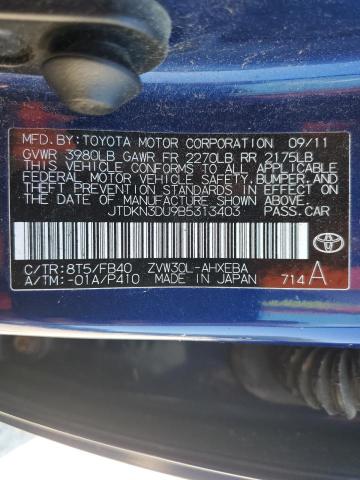 MFD.BY:TOYOTA MOTOR CORPORATION 09/11
GVWR 3980LB GAWR FR 2270LB RR 2175LB
THIS VEHICLE CONFORMS TO ALL APPLICABLE
FEDERAL MOTOR VEHICLE SAFETY, BUMPER, AND
THEFT PREVENTION STANDARDS IN EFFECT ON THE
DATE OF MANUFACTURE SHOWN ABOVE.
JTDKN3DU9B5313403 PASS. CAR
C/TR:8T5/FB40 ZVW30L-AHXEBA
A/TM:-01A/P410 MADE IN JAPAN 714 A
TOYOTA